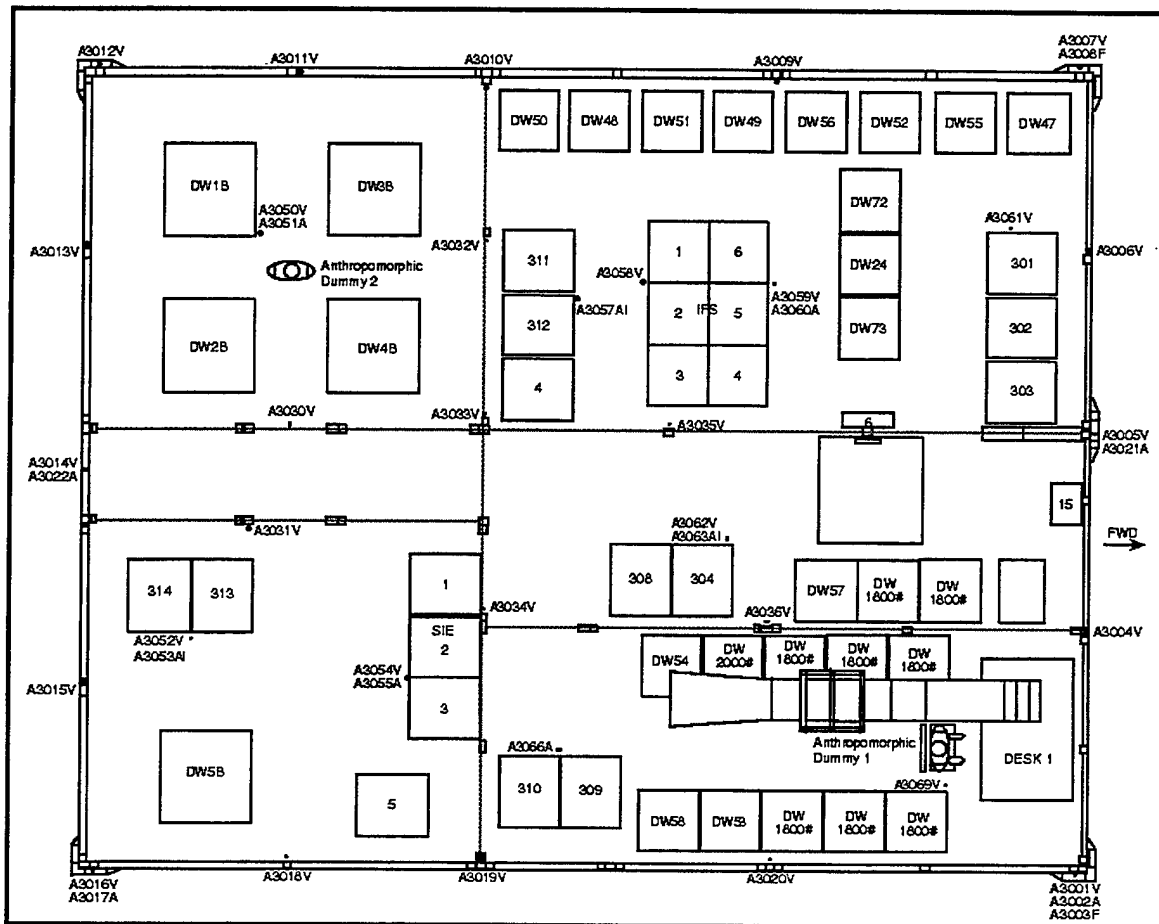 A3012V
A3011V
A3010V
A3009V
A3007V
A3008F
DW50
DW48
DW51
DW49
DW56
DW52
DW55
DW47
DW1B
DW3B
A3050V
A3051A
A3013V
Anthropomorphic
Dummy 2
DW2B
DW4B
A3032V
311
312
4
A3057AI
A3058V
1
6
2
IFS
5
3
4
A3059V
A3060A
DW72
DW24
DW73
A3061V
301
302
303
A3006V
A3030V
A3033V
A3035V
6
A3005V
A3021A
A3014V
A3022A
A3031V
15
FWD
A3062V
A3063AI
308
304
DW57
DW
1800#
DW
1800#
314
313
A3052V
A3053AI
1
SIE
2
3
A3034V
A3036V
A3004V
A3054V
A3055A
A3015V
DW54
DW
2000#
DW
1800#
DW
1800#
DW
1800#
Anthropomorphic
Dummy 1
DESK 1
A3069V
A3066A
310
309
DW5B
5
DW58
DW53
DW
1800#
DW
1800#
DW
1800#
A3016V
A3017A
A3018V
A3019V
A3020V
A3001V
A3002A
A3003F